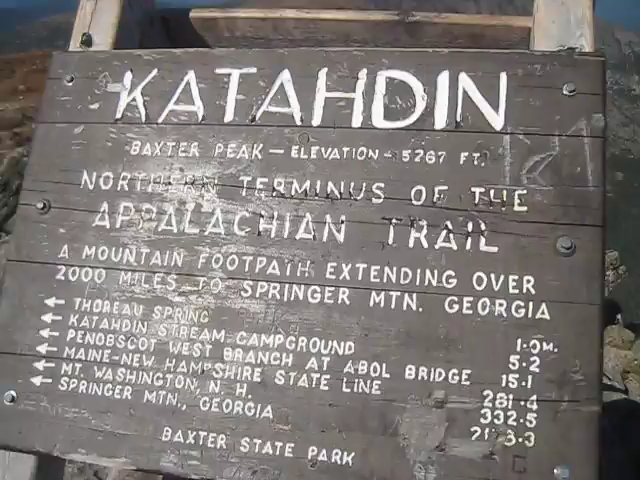 KATAHDIN
BAXTER PEAK - ELEVATION - 5267 FT.
NORTHERN TERMINUS OF THE
APPALACHIAN TRAIL
A MOUNTAIN FOOTPATH EXTENDING OVER
2000 MILES TO SPRINGER MTN. GEORGIA
← THOREAU SPRING 1.0 M.
← KATAHDIN STREAM CAMPGROUND 5.2
← PENOBSCOT WEST BRANCH AT ABOL BRIDGE 15.1
← MAINE-NEW HAMPSHIRE STATE LINE 281.4
← MT. WASHINGTON, N. H. 332.5
← SPRINGER MTN., GEORGIA
BAXTER STATE PARK